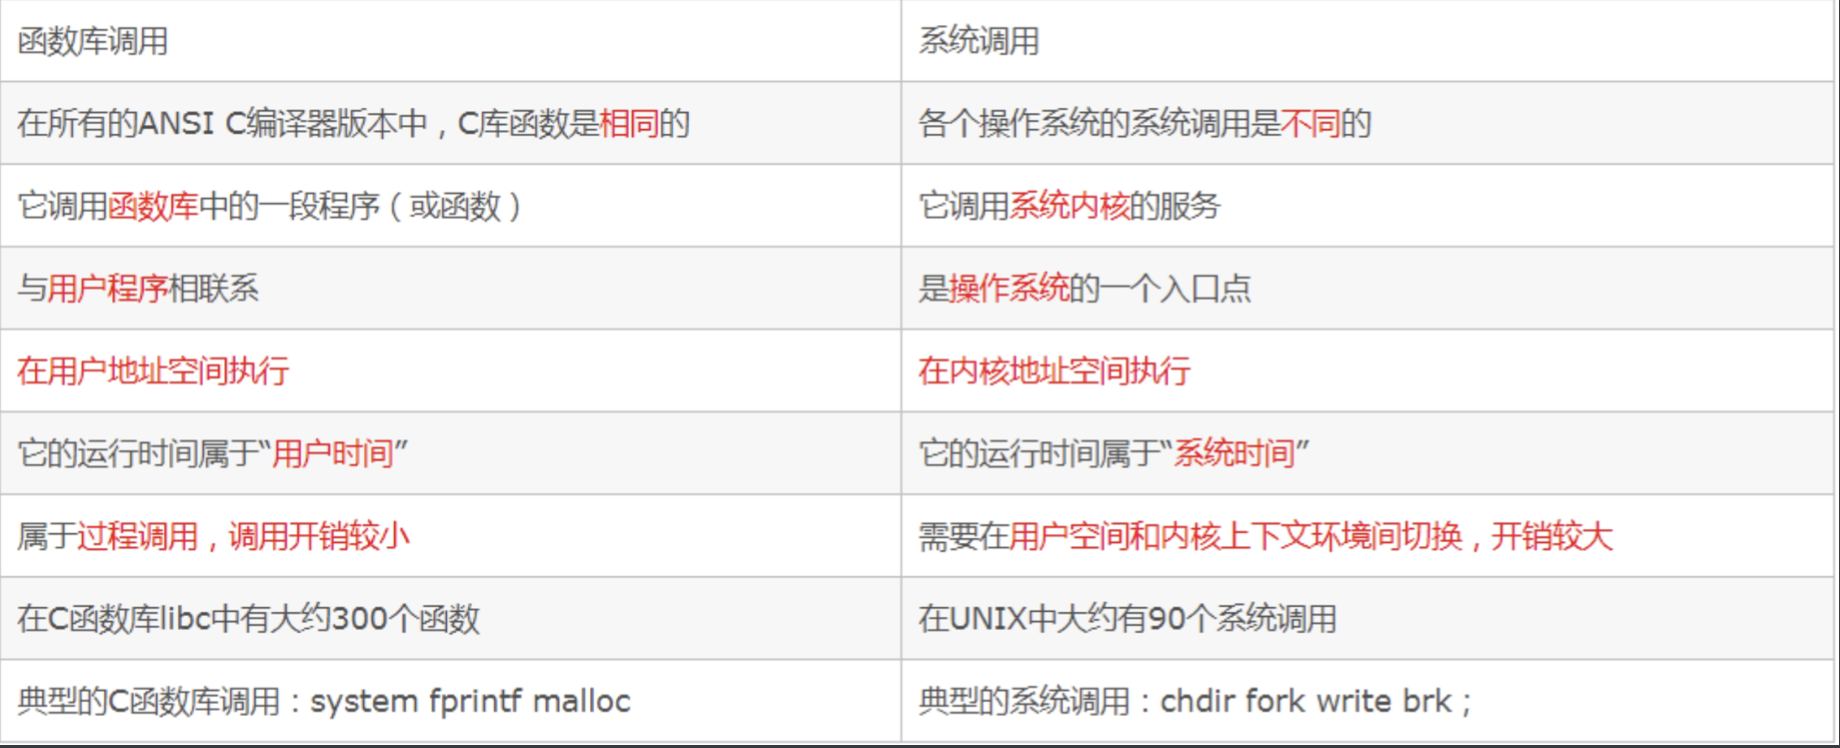 函数库调用
系统调用
在所有的ANSI C编译器版本中，C库函数是相同的
各个操作系统的系统调用是不同的
它调用函数库中的一段程序（或函数）
它调用系统内核的服务
与用户程序相联系
是操作系统的一个入口点
在用户地址空间执行
在内核地址空间执行
它的运行时间属于“用户时间”
它的运行时间属于“系统时间”
属于过程调用，调用开销较小
需要在用户空间和内核上下文环境间切换，开销较大
在C函数库libc中有大约300个函数
在UNIX中大约有90个系统调用
典型的C函数库调用：system fprintf malloc
典型的系统调用：chdir fork write brk；